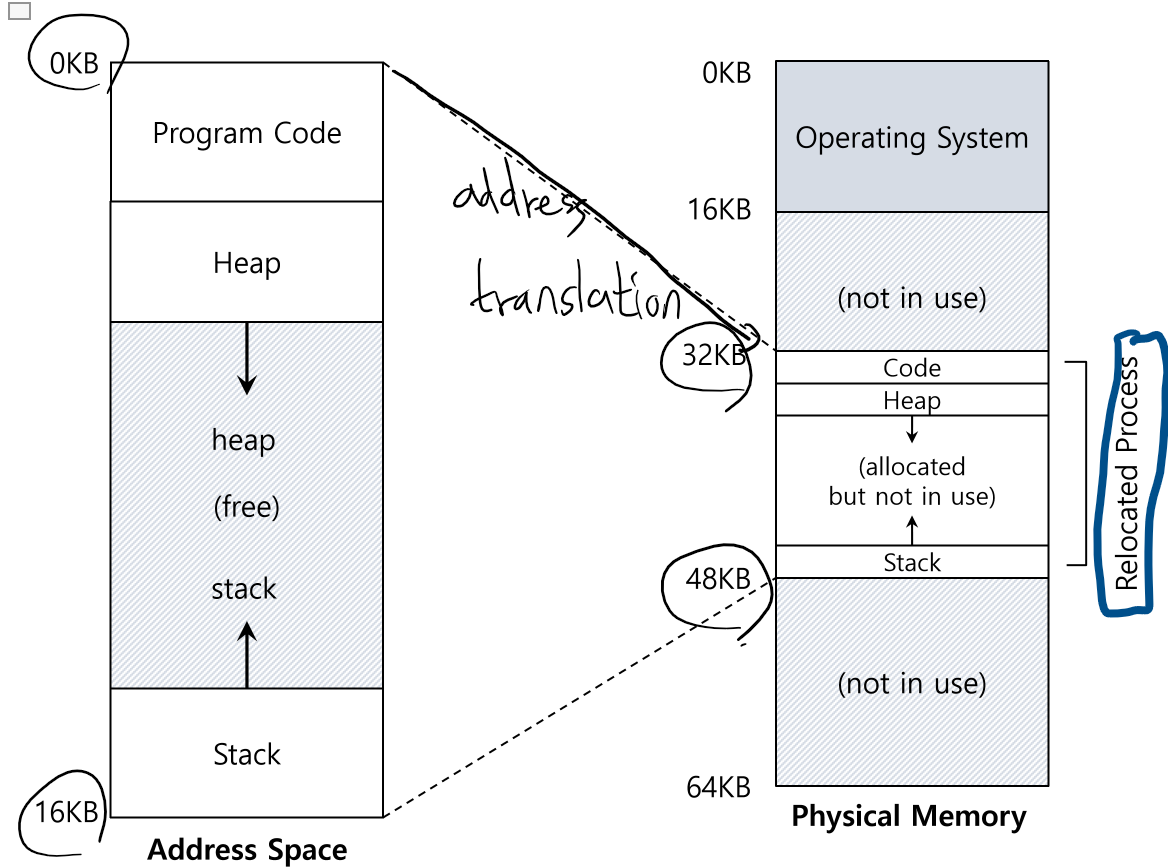 0KB
Program Code
Heap
heap
(free)
stack
Stack
16KB
Address Space
address
translation
0KB
Operating System
16KB
(not in use)
32KB
Code
Heap
(allocated
but not in use)
Stack
48KB
(not in use)
64KB
Physical Memory
Relocated Process